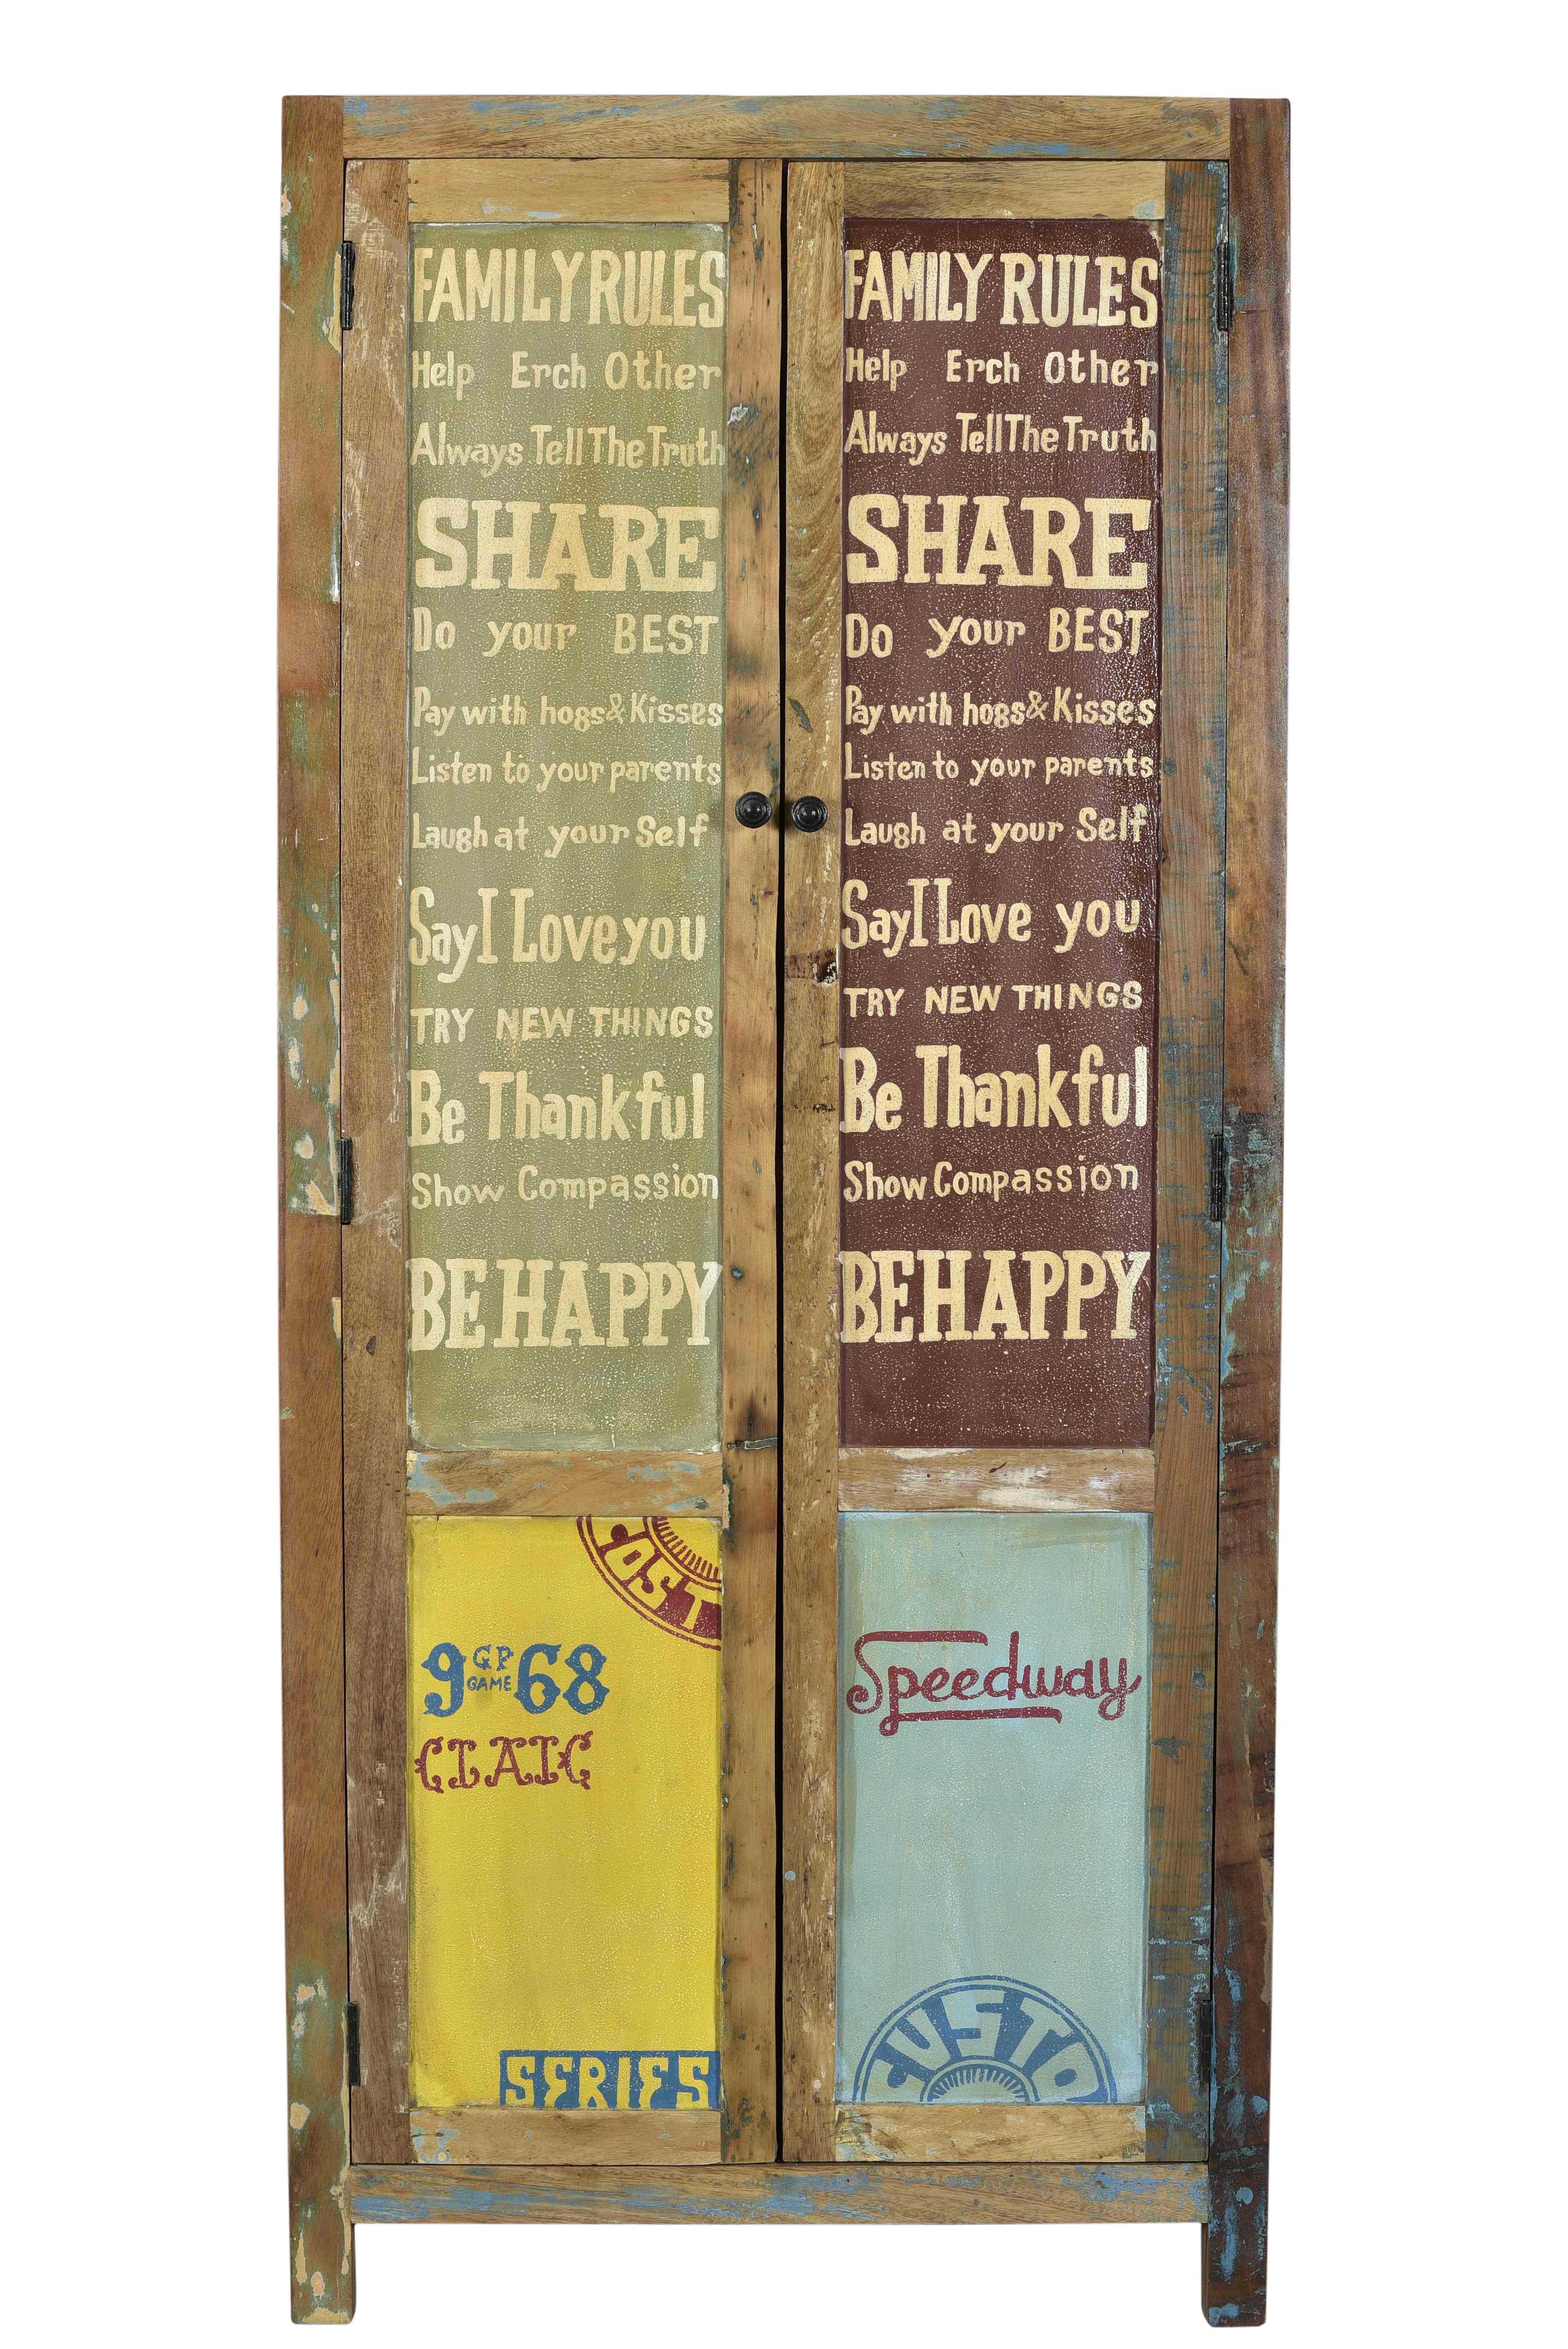 FAMILY RULES
Help Erch Other
Always Tell The Truth
SHARE
Do your BEST
Pay with hogs & Kisses
Listen to your parents
Laugh at your Self
Say I Love you
TRY NEW THINGS
Be Thankful
Show Compassion
BE HAPPY
FAMILY RULES
Help Erch Other
Always Tell The Truth
SHARE
Do your BEST
Pay with hogs & Kisses
Listen to your parents
Laugh at your Self
Say I Love you
TRY NEW THINGS
Be Thankful
Show Compassion
BE HAPPY
9 GP GAME 68
CIAIC
SERIES
Speedway